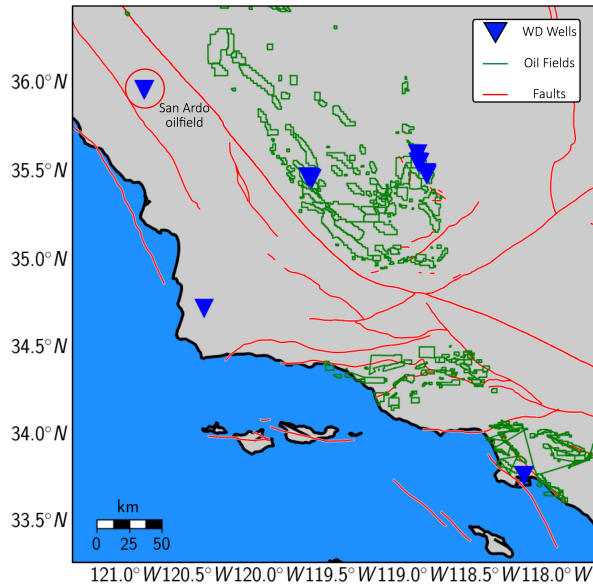 WD Wells
Oil Fields
Faults
36.0°N
San Ardo
oilfield
35.5°N
35.0°N
34.5°N
34.0°N
33.5°N
km
0 25 50
121.0°W120.5°W120.0°W119.5°W119.0°W118.5°W118.0°W